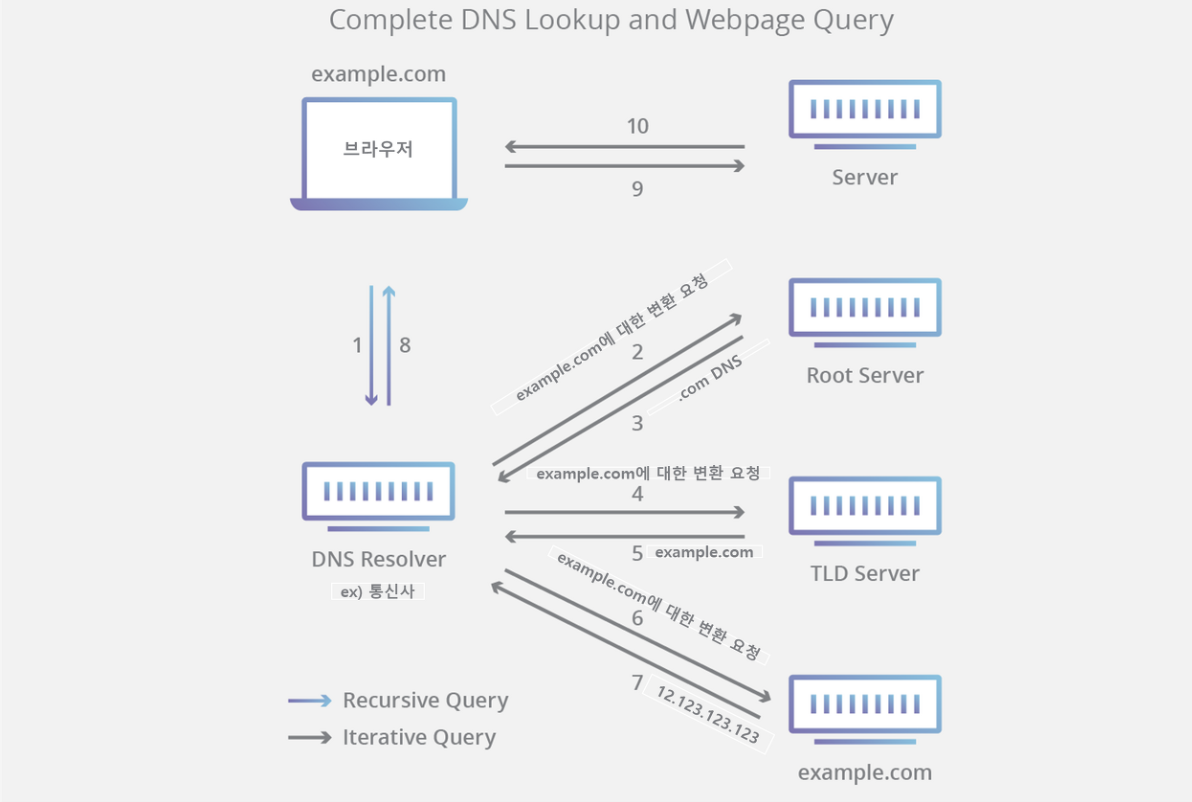 Complete DNS Lookup and Webpage Query
example.com
브라우저
10
9
Server
1
8
example.com에 대한 변환 요청
2
.com DNS
3
Root Server
example.com에 대한 변환 요청
4
5
example.com
TLD Server
DNS Resolver
ex) 통신사
example.com에 대한 변환 요청
6
7
12.123.123.123
example.com
Recursive Query
Iterative Query